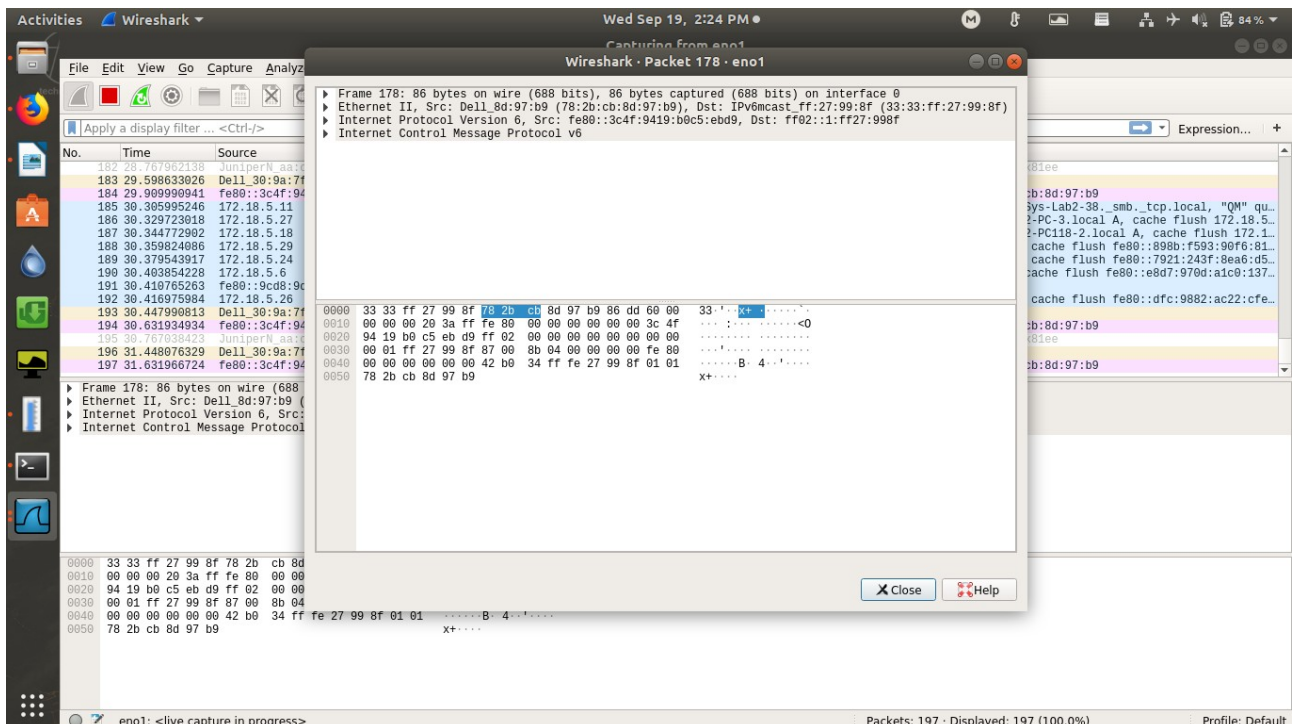 Activities Wireshark Wed Sep 19, 2:24 PM M 84 %
Capturing from eno1
Wireshark · Packet 178 · eno1
File Edit View Go Capture Analyz
Apply a display filter ... <Ctrl-/> Expression... +
No. Time Source
182 28.767962138 JuniperN_aa:c x81ee
183 29.598633026 Dell_30:9a:7f
184 29.909990941 fe80::3c4f:94 cb:8d:97:b9
185 30.305995246 172.18.5.11 Sys-Lab2-38._smb._tcp.local, "QM" qu…
186 30.329723018 172.18.5.27 2-PC-3.local A, cache flush 172.18.5…
187 30.344772902 172.18.5.18 2-PC118-2.local A, cache flush 172.1…
188 30.359824086 172.18.5.29 cache flush fe80::898b:f593:90f6:81…
189 30.379543917 172.18.5.24 cache flush fe80::7921:243f:8ea6:d5…
190 30.403854228 172.18.5.6 cache flush fe80::e8d7:970d:a1c0:137…
191 30.410765263 fe80::9cd8:9c
192 30.416975984 172.18.5.26 cache flush fe80::dfc:9882:ac22:cfe…
193 30.447990813 Dell_30:9a:7f
194 30.631934934 fe80::3c4f:94 cb:8d:97:b9
195 30.767038423 JuniperN_aa:c x81ee
196 31.448076329 Dell_30:9a:7f
197 31.631966724 fe80::3c4f:94 cb:8d:97:b9
Frame 178: 86 bytes on wire (688
Ethernet II, Src: Dell_8d:97:b9 (
Internet Protocol Version 6, Src:
Internet Control Message Protocol
Frame 178: 86 bytes on wire (688 bits), 86 bytes captured (688 bits) on interface 0
Ethernet II, Src: Dell_8d:97:b9 (78:2b:cb:8d:97:b9), Dst: IPv6mcast_ff:27:99:8f (33:33:ff:27:99:8f)
Internet Protocol Version 6, Src: fe80::3c4f:9419:b0c5:ebd9, Dst: ff02::1:ff27:998f
Internet Control Message Protocol v6
0000 33 33 ff 27 99 8f 78 2b cb 8d 97 b9 86 dd 60 00 33·'··x+ ······`·
0010 00 00 00 20 3a ff fe 80 00 00 00 00 00 00 3c 4f ··· :··· ······<O
0020 94 19 b0 c5 eb d9 ff 02 00 00 00 00 00 00 00 00 ········ ········
0030 00 01 ff 27 99 8f 87 00 8b 04 00 00 00 00 fe 80 ···'···· ········
0040 00 00 00 00 00 00 42 b0 34 ff fe 27 99 8f 01 01 ······B· 4··'····
0050 78 2b cb 8d 97 b9 x+····
Close Help
0000 33 33 ff 27 99 8f 78 2b cb 8d
0010 00 00 00 20 3a ff fe 80 00 00
0020 94 19 b0 c5 eb d9 ff 02 00 00
0030 00 01 ff 27 99 8f 87 00 8b 04
0040 00 00 00 00 00 00 42 b0 34 ff fe 27 99 8f 01 01 ······B· 4··'····
0050 78 2b cb 8d 97 b9 x+····
eno1: <live capture in progress> Packets: 197 · Displayed: 197 (100.0%) Profile: Default